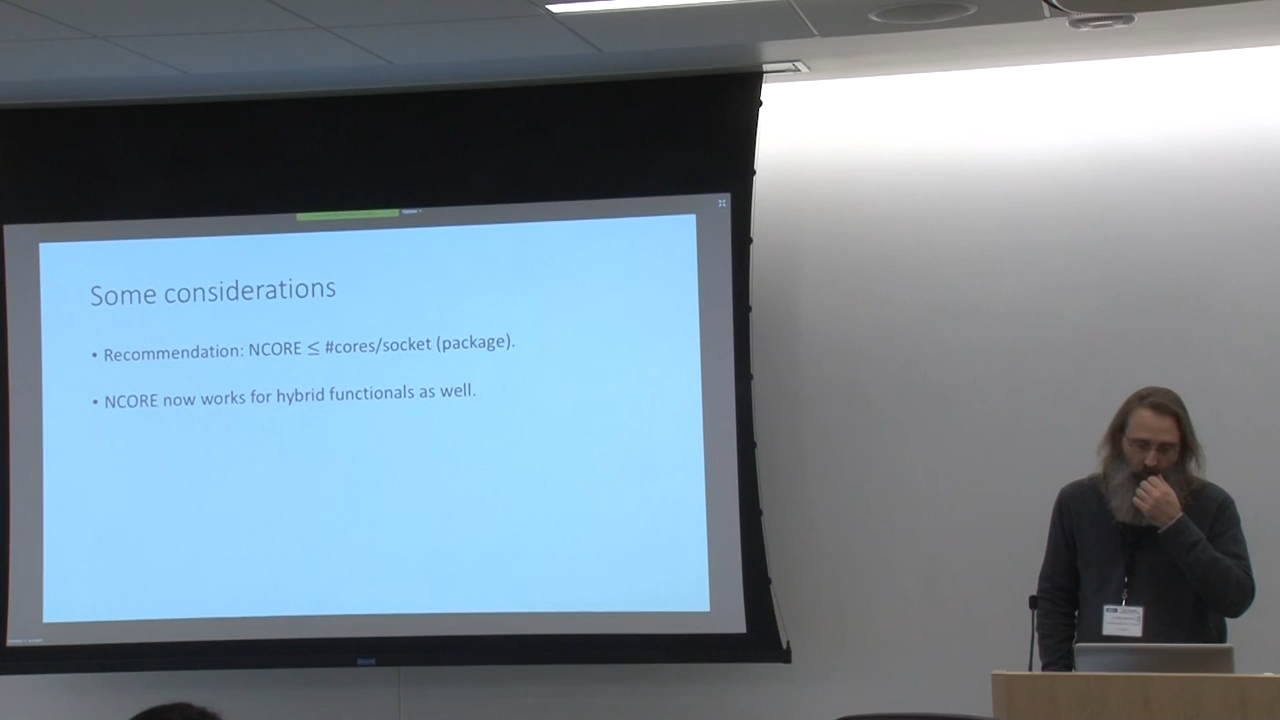 Some considerations
• Recommendation: NCORE ≤ #cores/socket (package).
• NCORE now works for hybrid functionals as well.